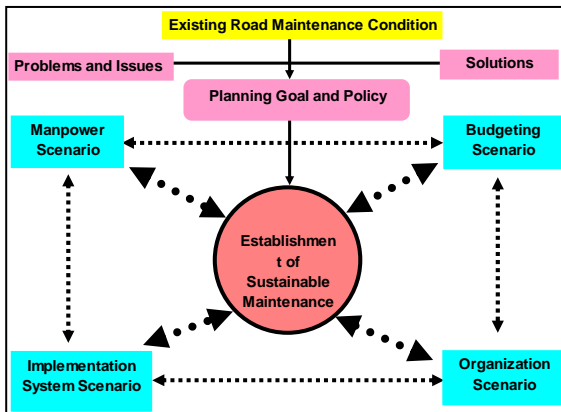 Existing Road Maintenance Condition
Problems and Issues
Solutions
Planning Goal and Policy
Manpower
Scenario
Budgeting
Scenario
Establishmen
t of
Sustainable
Maintenance
Implementation
System Scenario
Organization
Scenario